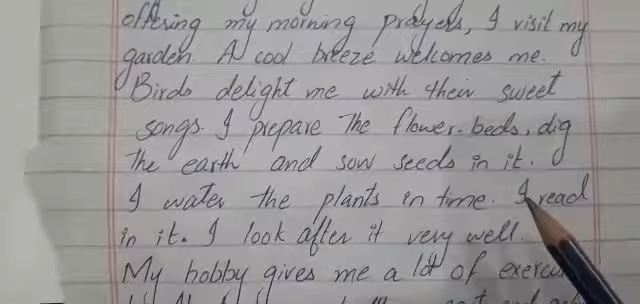 offering my morning prayers, I visit my
garden. A cool breeze welcomes me.
Birds delight me with their sweet
songs. I prepare the flower-beds, dig
the earth and sow seeds in it.
I water the plants in time. I read
in it. I look after it very well.
My hobby gives me a lot of